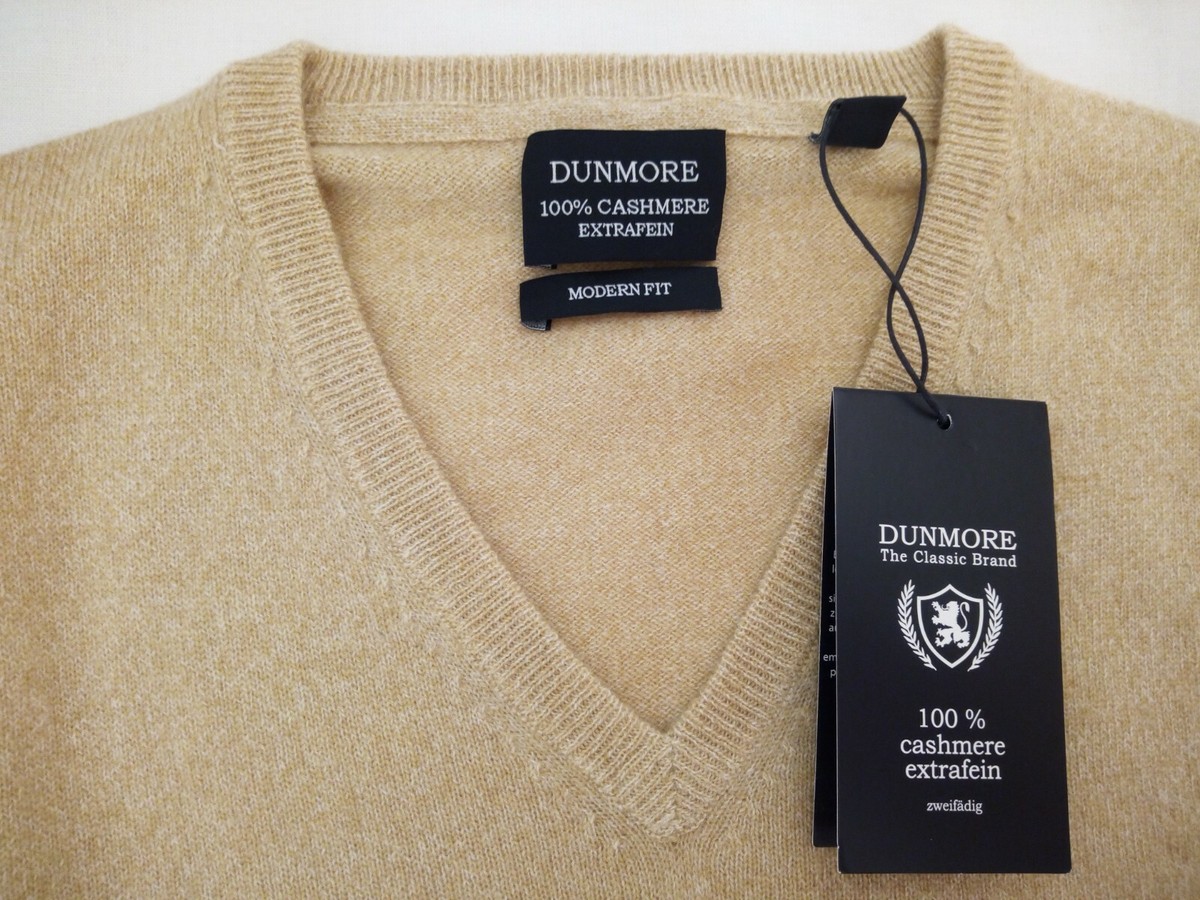 DUNMORE
100% CASHMERE
EXTRAFEIN
MODERN FIT
DUNMORE
The Classic Brand
100 %
cashmere
extrafein
zweifädig